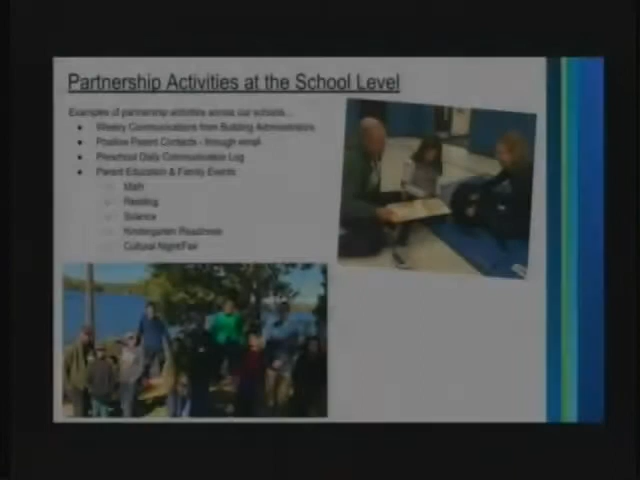 Partnership Activities at the School Level
Examples of partnership activities across our schools...
Weekly Communications from Building Administrators
Positive Parent Contacts - through email
Preschool Daily Communication Log
Parent Education & Family Events
Math
Reading
Science
Kindergarten Readiness
Cultural Night/Fair